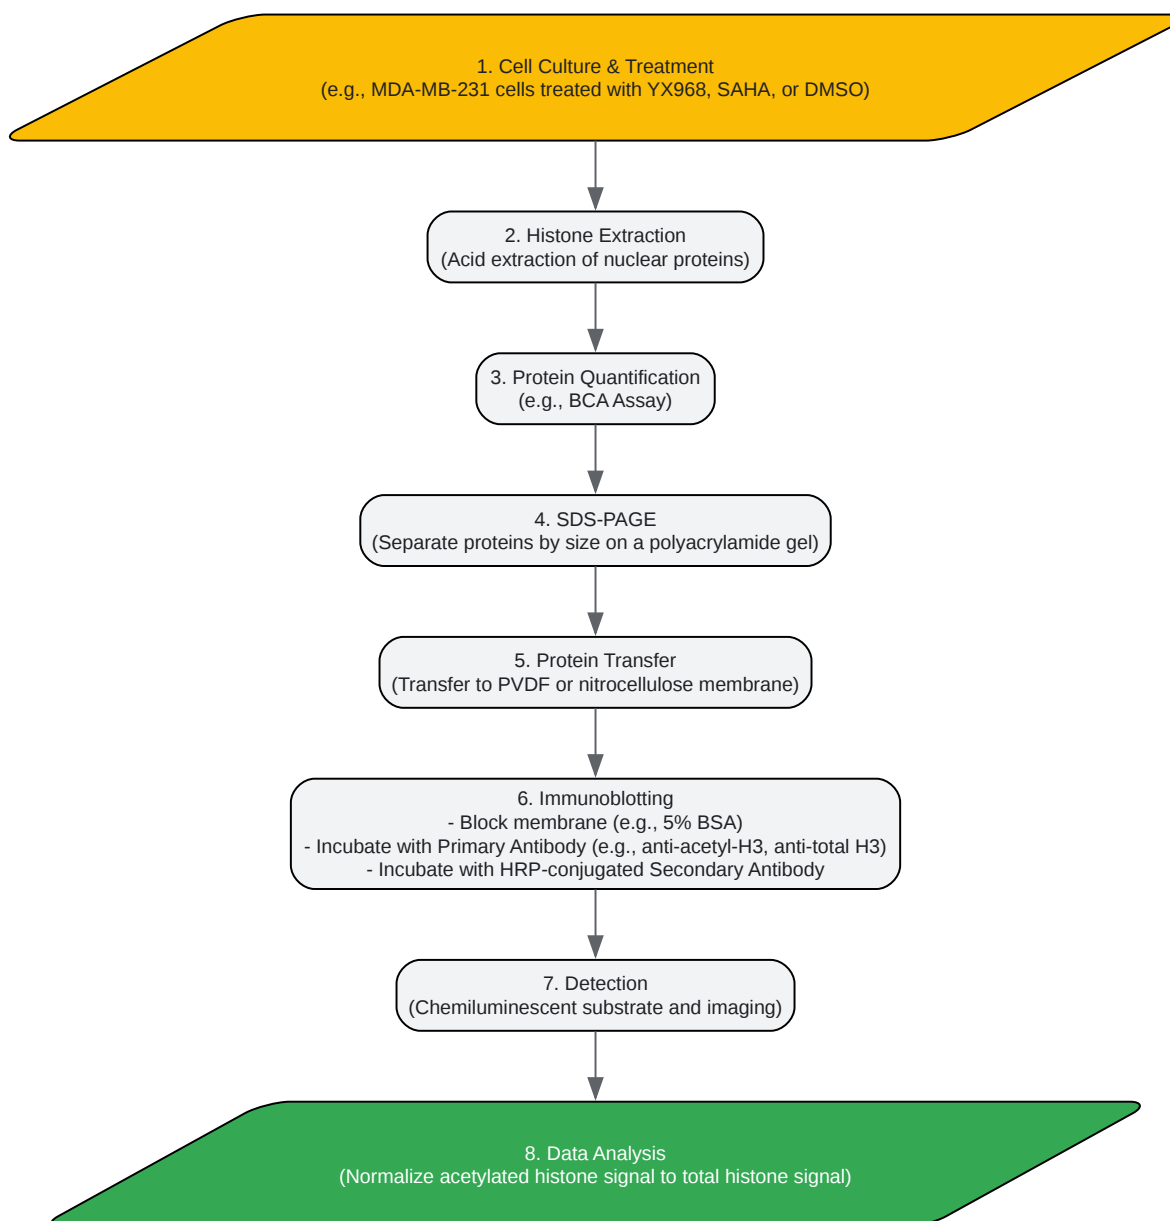 1. Cell Culture & Treatment
(e.g., MDA-MB-231 cells treated with YX968, SAHA, or DMSO)
2. Histone Extraction
(Acid extraction of nuclear proteins)
3. Protein Quantification
(e.g., BCA Assay)
4. SDS-PAGE
(Separate proteins by size on a polyacrylamide gel)
5. Protein Transfer
(Transfer to PVDF or nitrocellulose membrane)
6. Immunoblotting
- Block membrane (e.g., 5% BSA)
- Incubate with Primary Antibody (e.g., anti-acetyl-H3, anti-total H3)
- Incubate with HRP-conjugated Secondary Antibody
7. Detection
(Chemiluminescent substrate and imaging)
8. Data Analysis
(Normalize acetylated histone signal to total histone signal)